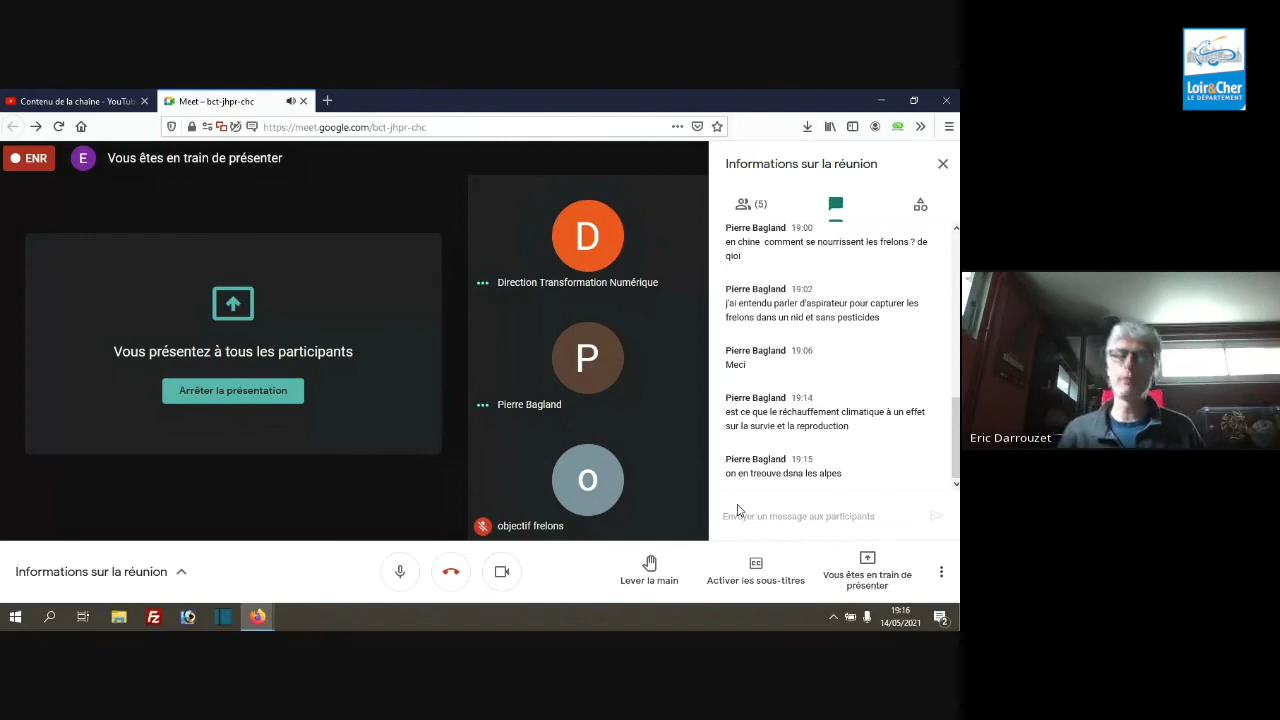 Loir&Cher
LE DÉPARTEMENT
Contenu de la chaîne - YouTub
Meet – bct-jhpr-chc
https://meet.google.com/bct-jhpr-chc
ENR
E
Vous êtes en train de présenter
Vous présentez à tous les participants
Arrêter la présentation
D
Direction Transformation Numérique
P
Pierre Bagland
o
objectif frelons
Informations sur la réunion
(5)
Pierre Bagland 19:00
en chine comment se nourrissent les frelons ? de
qioi
Pierre Bagland 19:02
j'ai entendu parler d'aspirateur pour capturer les
frelons dans un nid et sans pesticides
Pierre Bagland 19:06
Meci
Pierre Bagland 19:14
est ce que le réchauffement climatique à un effet
sur la survie et la reproduction
Pierre Bagland 19:15
on en treouve dsna les alpes
Envoyer un message aux participants
Eric Darrouzet
Informations sur la réunion
Lever la main
Activer les sous-titres
Vous êtes en train de
présenter
Fz
19:16
14/05/2021
2